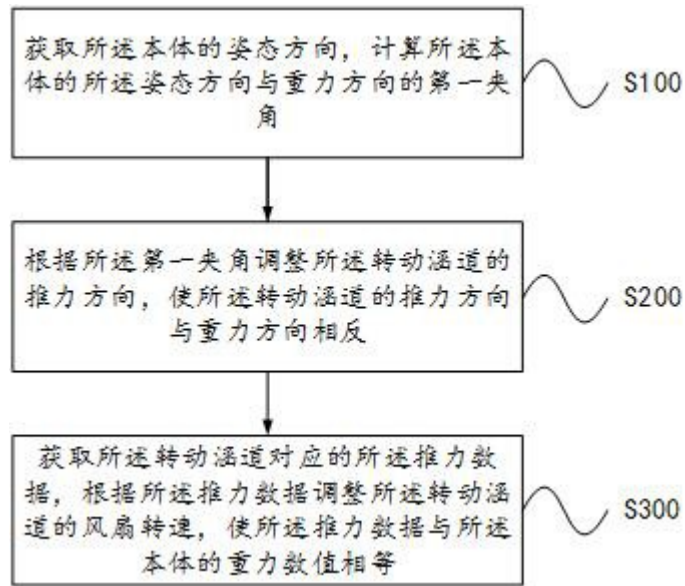 获取所述本体的姿态方向，计算所述本
体的所述姿态方向与重力方向的第一夹
角
S100
根据所述第一夹角调整所述转动涵道的
推力方向，使所述转动涵道的推力方向
与重力方向相反
S200
获取所述转动涵道对应的所述推力数
据，根据所述推力数据调整所述转动涵
道的风扇转速，使所述推力数据与所述
本体的重力数值相等
S300